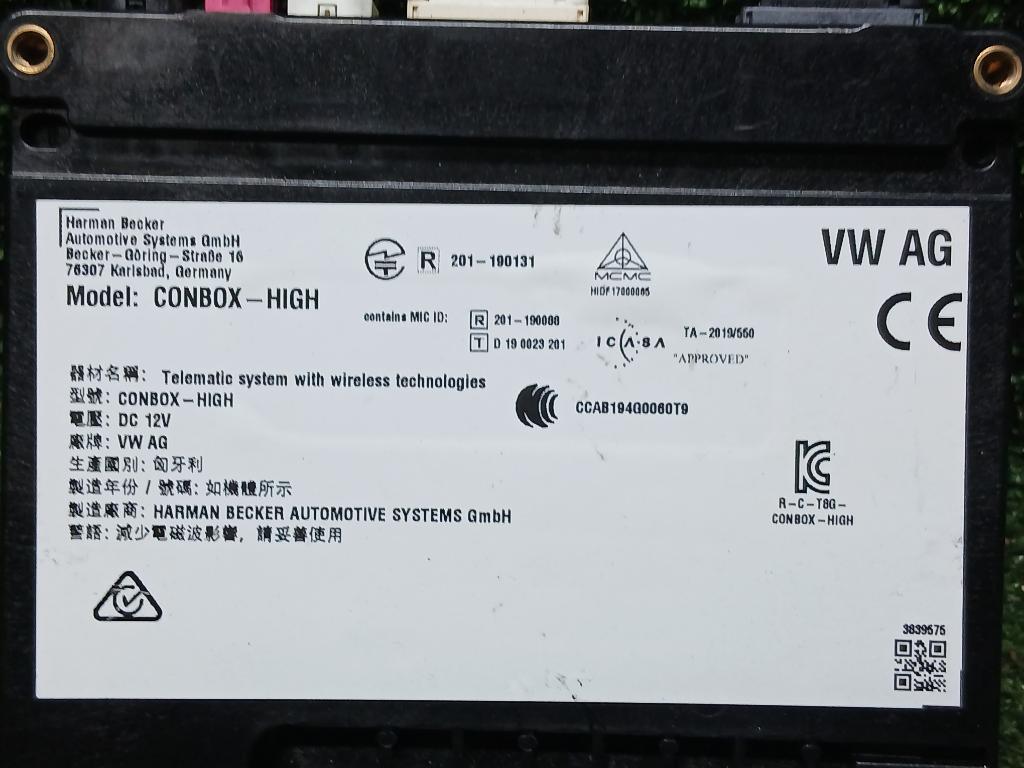 Harman Becker
Automotive Systems GmbH
Becker-Göring-Straße 16
76307 Karlsbad, Germany
Model: CONBOX-HIGH
R 201-190131
MCMC
HIDF17000005
VW AG
CE
contains MIC ID:
R 201-190088
T D 19 0023 201
ICASA
TA-2019/550
"APPROVED"
器材名稱: Telematic system with wireless technologies
型號: CONBOX-HIGH
電壓: DC 12V
廠牌: VW AG
生產國別: 匈牙利
製造年份 / 號碼: 如機體所示
製造廠商: HARMAN BECKER AUTOMOTIVE SYSTEMS GmbH
警語: 減少電磁波影響, 請妥善使用
CCAB194G0060T9
R-C-T8G-
CONBOX-HIGH
3839575